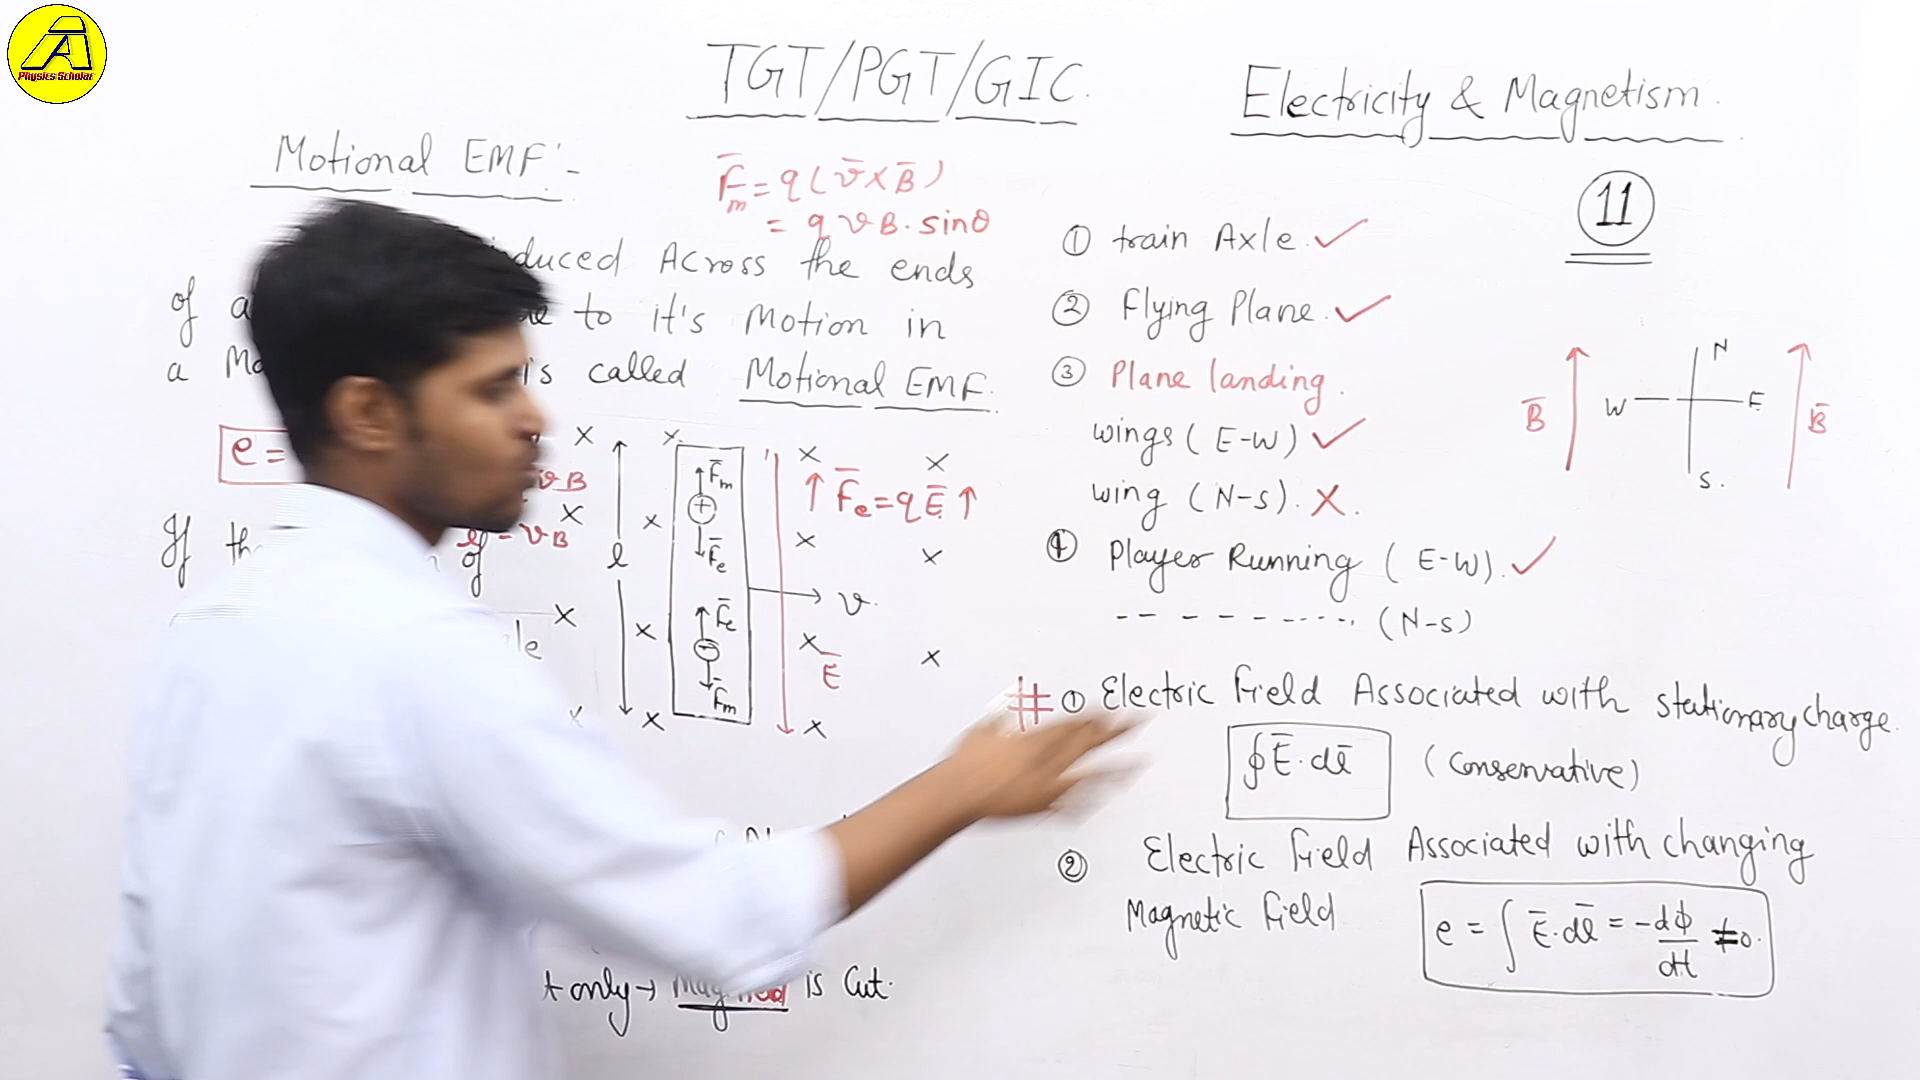 A
Physics Scholar
TGT/PGT/GIC.
Electricity & Magnetism.
11
Motional EMF:-
F̄m = q(v̄×B̄)
= qvB.sinθ
duced Across the ends
of a to it's Motion in
a is called Motional EMF.
e =
vB
= vB
If th of
× × × × ×
× × × ×
× × × ×
× × ×
l
F̄m
+
F̄e
F̄e
-
F̄m
v.
F̄e = qĒ
Ē
only → is Cut.
① train Axle. ✓
② Flying Plane. ✓
③ Plane landing.
wings (E-W) ✓
wing (N-S). X.
④ Player Running (E-W). ✓
-- - - - - - - - . . (N-S)
N
W E
S.
B̄ B̄
# ① Electric Field Associated with stationary charge.
∮Ē.dl̄ (Conservative)
② Electric Field Associated with changing
Magnetic Field.
e = ∫Ē.dl̄ = -dϕ/dt ≠0.